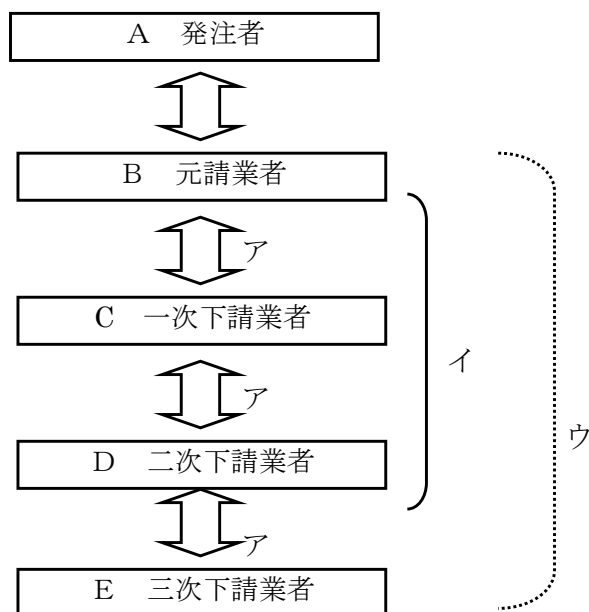 A 発注者
B 元請業者
ア
C 一次下請業者
イ
ア
ウ
D 二次下請業者
ア
E 三次下請業者